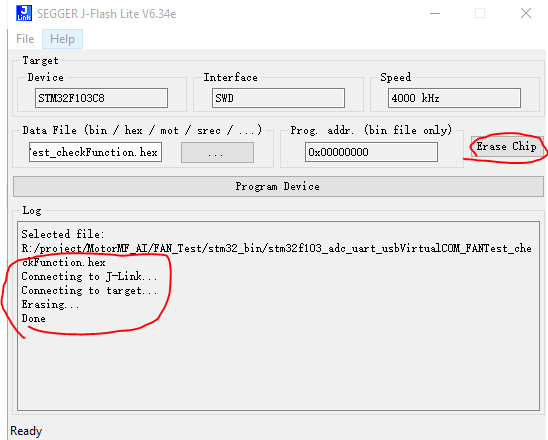 SEGGER J-Flash Lite V6.34e
File Help
Target
Device
Interface
Speed
STM32F103C8
SWD
4000 kHz
Data File (bin / hex / mot / srec / ...)
Prog. addr. (bin file only)
est_checkFunction.hex
...
0x00000000
Erase Chip
Program Device
Log
Selected file:
R:/project/MotorMF_AI/FAN_Test/stm32_bin/stm32f103_adc_uart_usbVirtualCOM_FANTest_che
ckFunction.hex
Connecting to J-Link...
Connecting to target...
Erasing...
Done
Ready